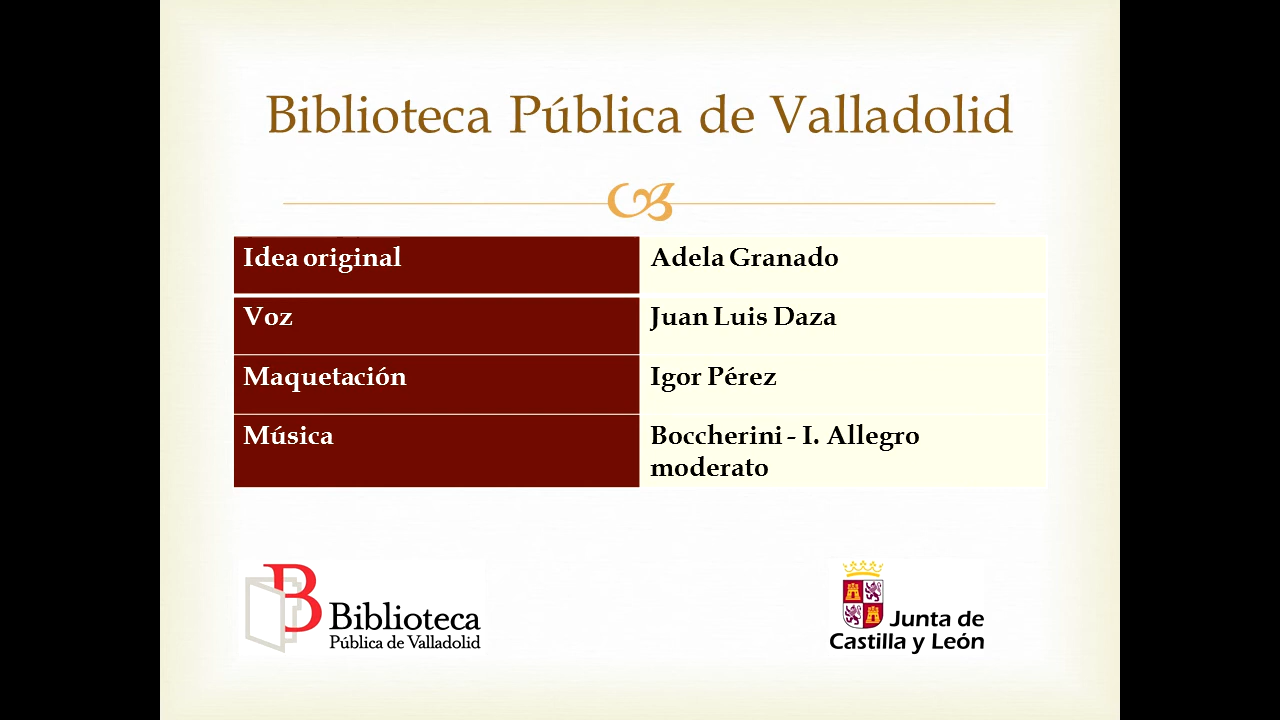 Biblioteca Pública de Valladolid
Idea original
Adela Granado
Voz
Juan Luis Daza
Maquetación
Igor Pérez
Música
Boccherini - I. Allegro
moderato
B
Biblioteca
Pública de Valladolid
Junta de
Castilla y León